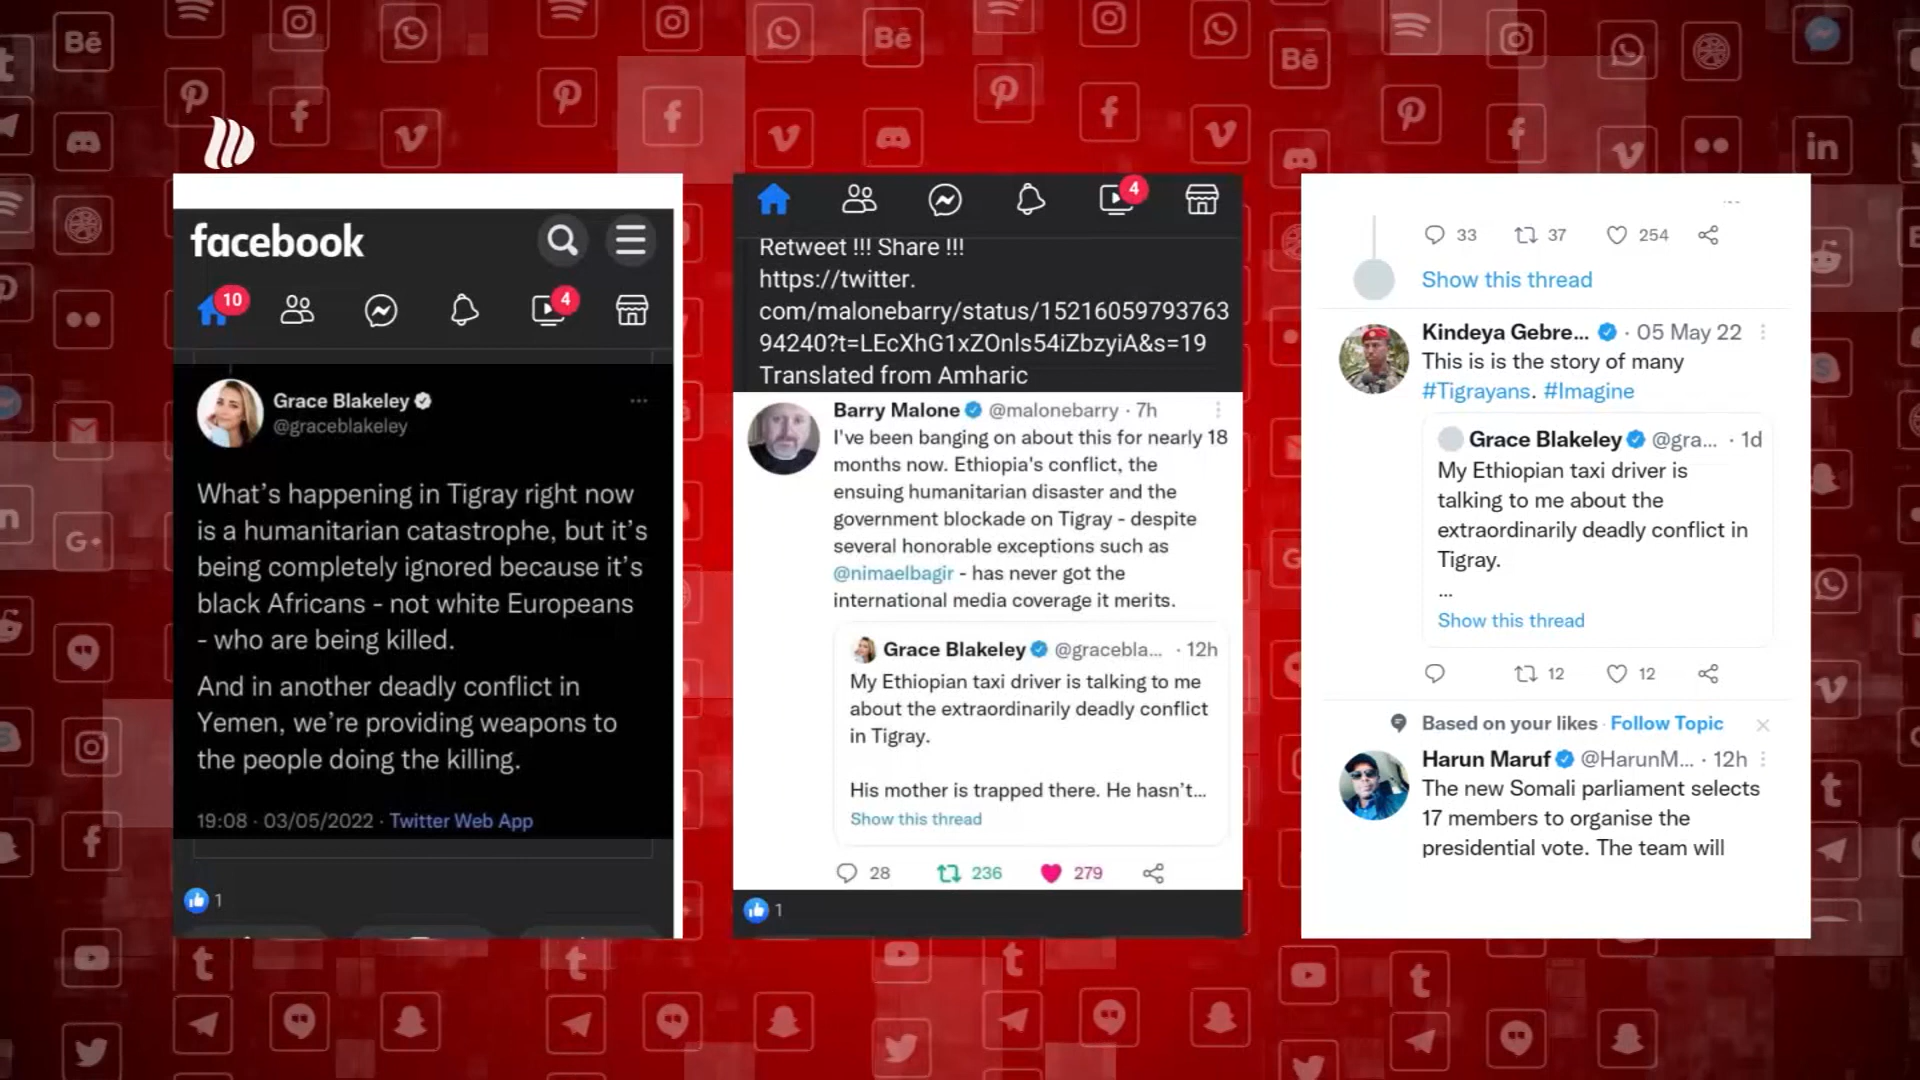 facebook
10
4
Grace Blakeley
@graceblakeley
What's happening in Tigray right now
is a humanitarian catastrophe, but it's
being completely ignored because it's
black Africans - not white Europeans
- who are being killed.
And in another deadly conflict in
Yemen, we're providing weapons to
the people doing the killing.
19:08 · 03/05/2022 · Twitter Web App
1
4
Retweet !!! Share !!!
https://twitter.
com/malonebarry/status/15216059793763
94240?t=LEcXhG1xZOnls54iZbzyiA&s=19
Translated from Amharic
Barry Malone @malonebarry · 7h
I've been banging on about this for nearly 18
months now. Ethiopia's conflict, the
ensuing humanitarian disaster and the
government blockade on Tigray - despite
several honorable exceptions such as
@nimaelbagir - has never got the
international media coverage it merits.
Grace Blakeley @gracebla... · 12h
My Ethiopian taxi driver is talking to me
about the extraordinarily deadly conflict
in Tigray.
His mother is trapped there. He hasn't...
Show this thread
28 236 279
1
33 37 254
Show this thread
Kindeya Gebre... · 05 May 22
This is is the story of many
#Tigrayans. #Imagine
Grace Blakeley @gra... · 1d
My Ethiopian taxi driver is
talking to me about the
extraordinarily deadly conflict in
Tigray.
...
Show this thread
12 12
Based on your likes · Follow Topic
Harun Maruf @HarunM... · 12h
The new Somali parliament selects
17 members to organise the
presidential vote. The team will